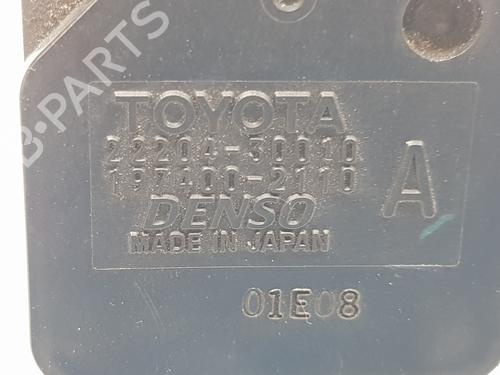 B-PARTS
TOYOTA
22204-30010
197400-2110
A
DENSO
MADE IN JAPAN
01E08